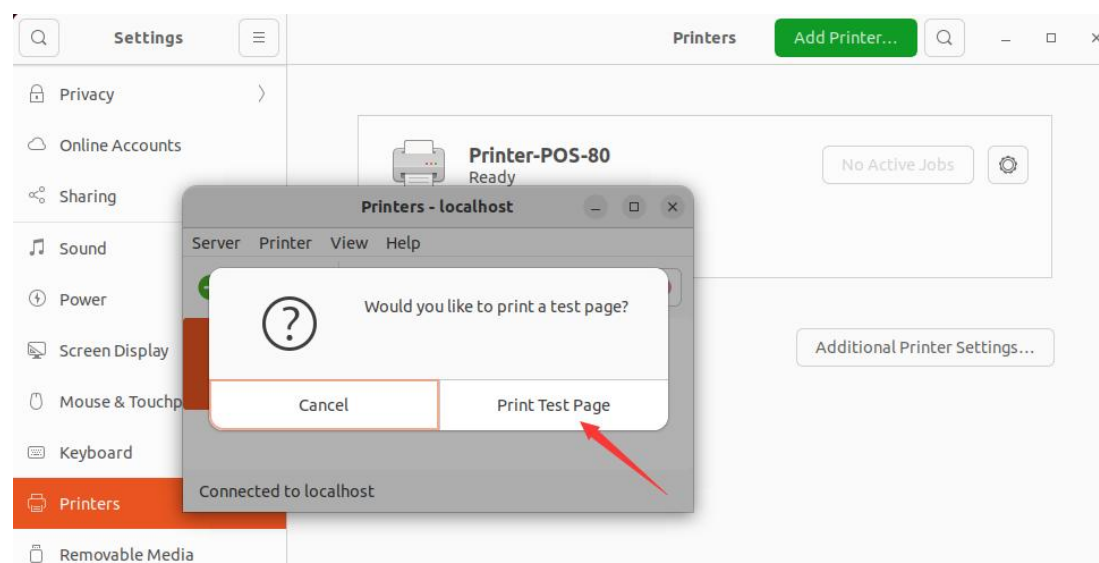 Settings
Printers
Add Printer...
Privacy
Online Accounts
Printer-POS-80
Ready
No Active Jobs
Sharing
Printers - localhost
Sound
Server Printer View Help
Power
Would you like to print a test page?
Screen Display
Additional Printer Settings...
Mouse & Touchp
Cancel
Print Test Page
Keyboard
Connected to localhost
Printers
Removable Media